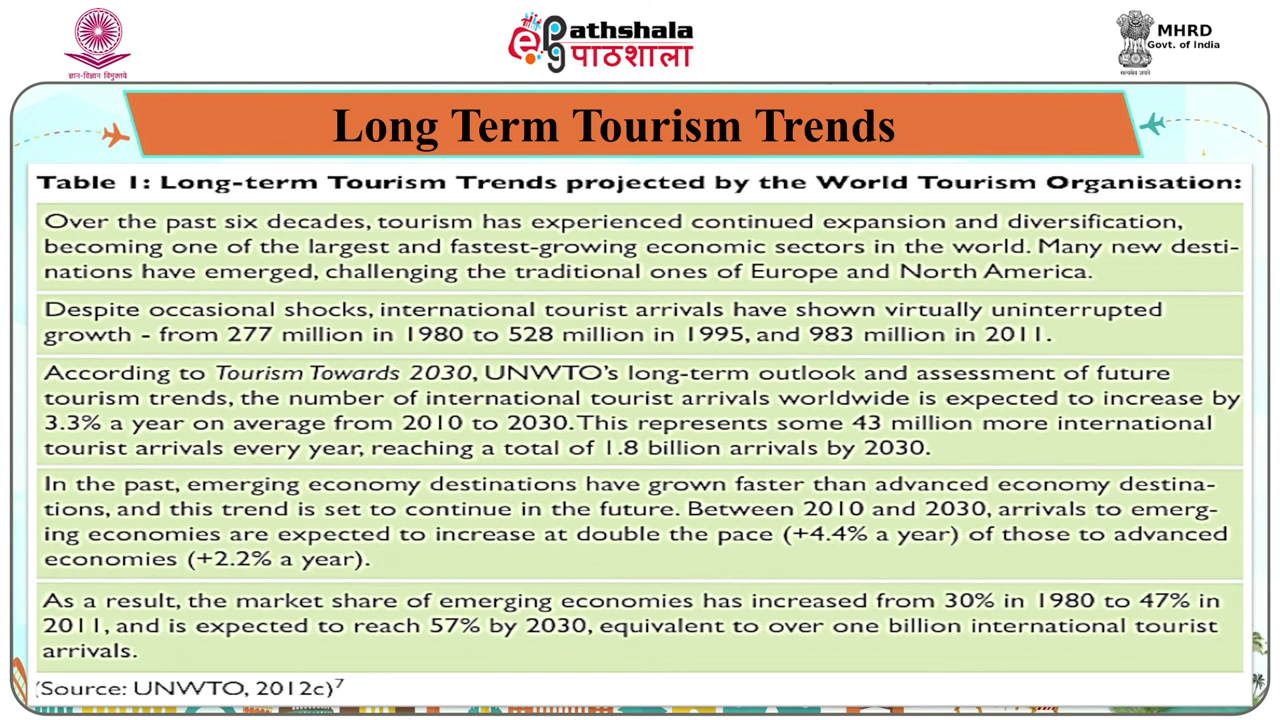 ज्ञान-विज्ञान विमुक्तये
Pathshala
पाठशाला
MHRD
Govt. of India
सत्यमेव जयते
Long Term Tourism Trends
Table 1: Long-term Tourism Trends projected by the World Tourism Organisation:
Over the past six decades, tourism has experienced continued expansion and diversification,
becoming one of the largest and fastest-growing economic sectors in the world. Many new desti-
nations have emerged, challenging the traditional ones of Europe and North America.
Despite occasional shocks, international tourist arrivals have shown virtually uninterrupted
growth - from 277 million in 1980 to 528 million in 1995, and 983 million in 2011.
According to Tourism Towards 2030, UNWTO's long-term outlook and assessment of future
tourism trends, the number of international tourist arrivals worldwide is expected to increase by
3.3% a year on average from 2010 to 2030. This represents some 43 million more international
tourist arrivals every year, reaching a total of 1.8 billion arrivals by 2030.
In the past, emerging economy destinations have grown faster than advanced economy destina-
tions, and this trend is set to continue in the future. Between 2010 and 2030, arrivals to emerg-
ing economies are expected to increase at double the pace (+4.4% a year) of those to advanced
economies (+2.2% a year).
As a result, the market share of emerging economies has increased from 30% in 1980 to 47% in
2011, and is expected to reach 57% by 2030, equivalent to over one billion international tourist
arrivals.
(Source: UNWTO, 2012c)7